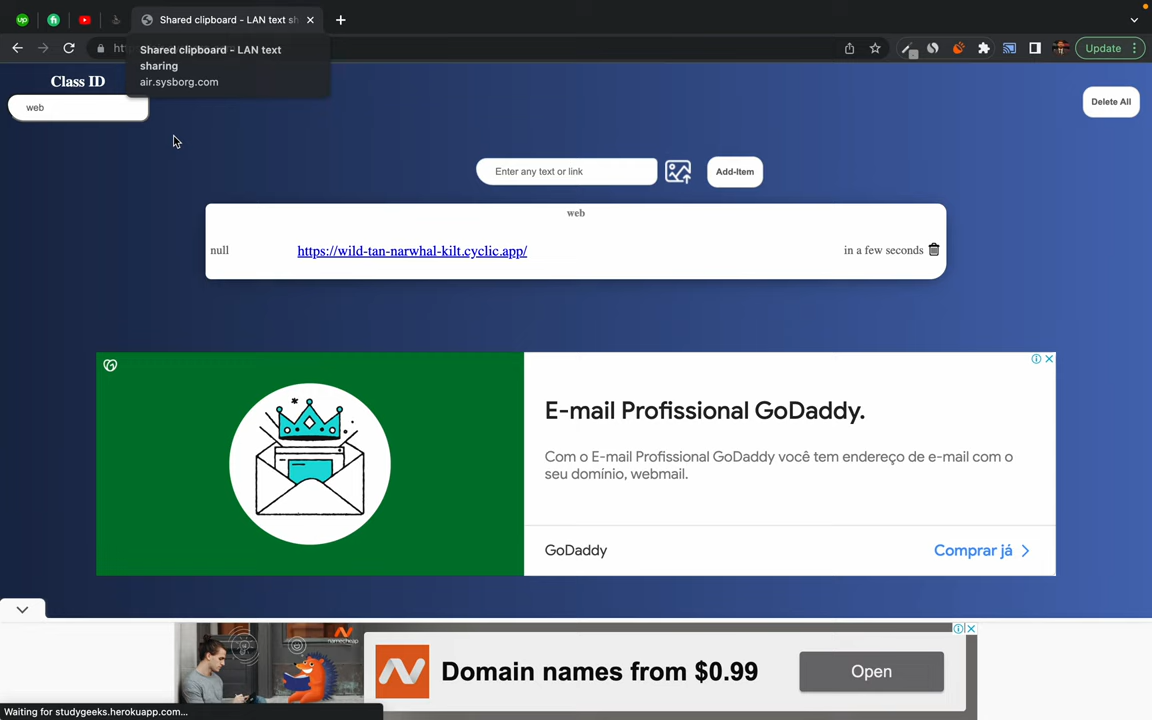 Shared clipboard - LAN text sh
Update
Shared clipboard - LAN text
sharing
air.sysborg.com
Class ID
web
Delete All
Enter any text or link
Add-Item
web
null
https://wild-tan-narwhal-kilt.cyclic.app/
in a few seconds
E-mail Profissional GoDaddy.
Com o E-mail Profissional GoDaddy você tem endereço de e-mail com o
seu domínio, webmail.
GoDaddy
Comprar já
namecheap
Domain names from $0.99
Open
Waiting for studygeeks.herokuapp.com...